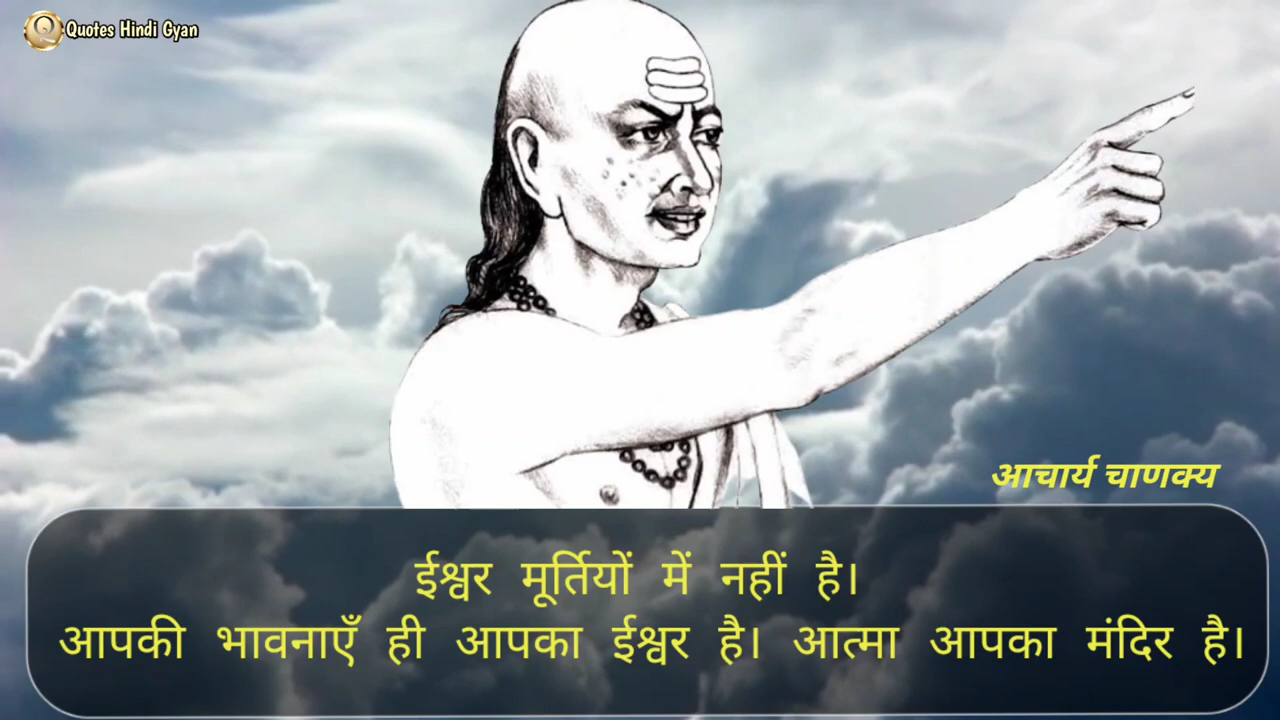 Quotes Hindi Gyan
आचार्य चाणक्य
ईश्वर मूर्तियों में नहीं है।
आपकी भावनाएँ ही आपका ईश्वर है। आत्मा आपका मंदिर है।